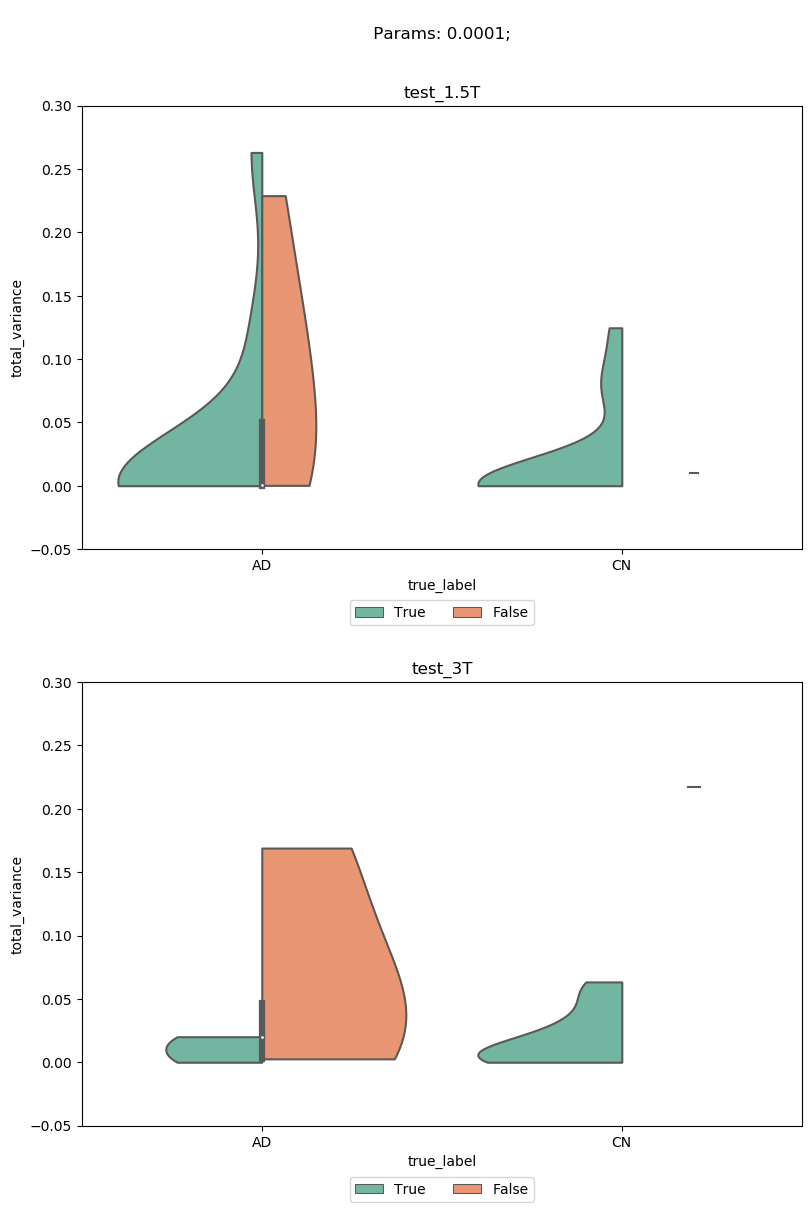 Params: 0.0001;
test_1.5T
0.30
0.25
0.20
0.15
0.10
0.05
0.00
−0.05
total_variance
AD CN
true_label
True False
test_3T
0.30
0.25
0.20
0.15
0.10
0.05
0.00
−0.05
total_variance
AD CN
true_label
True False